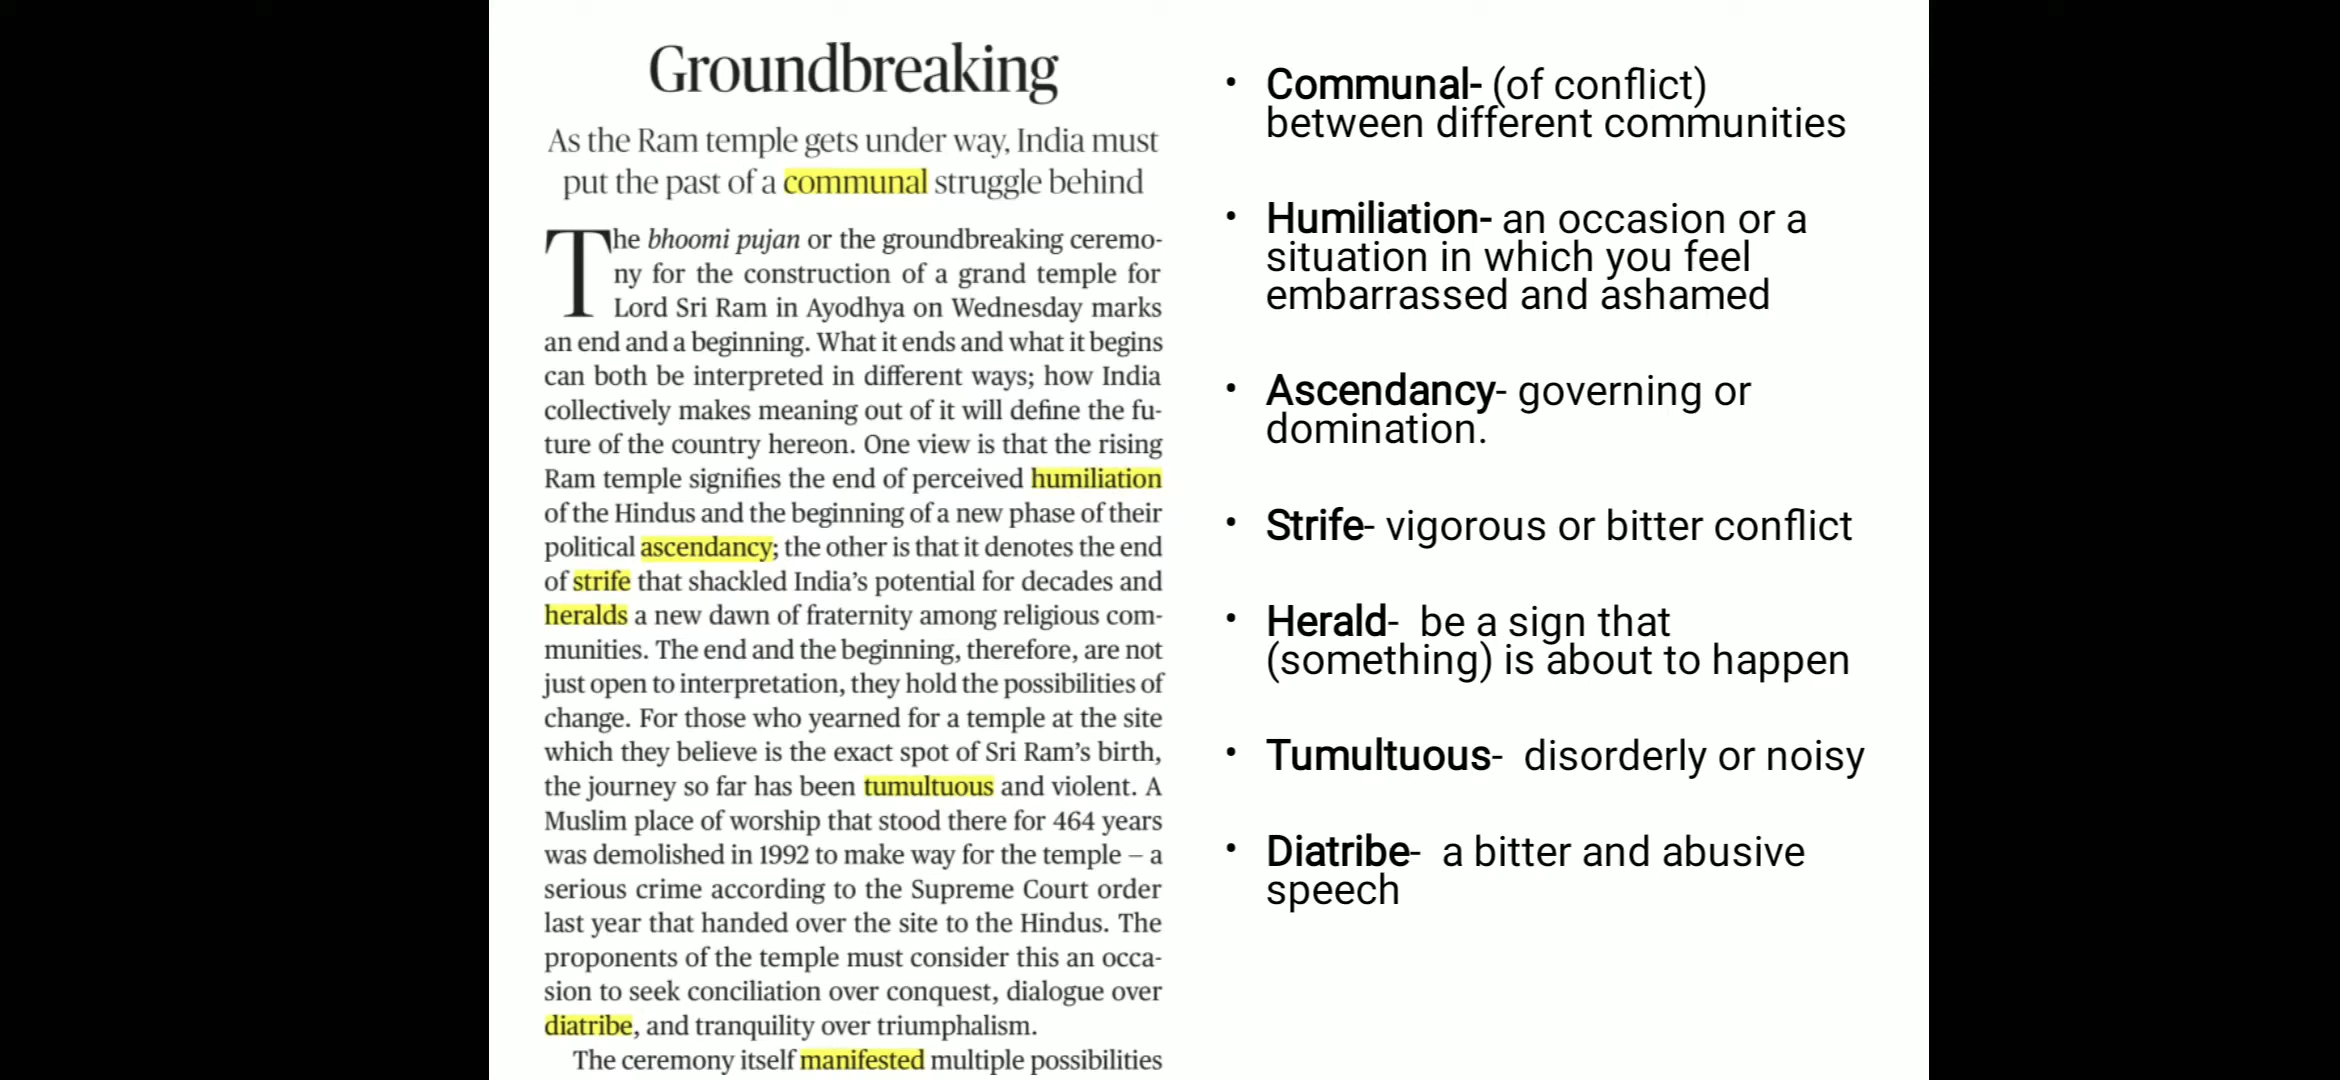 Groundbreaking
As the Ram temple gets under way, India must
put the past of a communal struggle behind
The bhoomi pujan or the groundbreaking ceremo-
ny for the construction of a grand temple for
Lord Sri Ram in Ayodhya on Wednesday marks
an end and a beginning. What it ends and what it begins
can both be interpreted in different ways; how India
collectively makes meaning out of it will define the fu-
ture of the country hereon. One view is that the rising
Ram temple signifies the end of perceived humiliation
of the Hindus and the beginning of a new phase of their
political ascendancy; the other is that it denotes the end
of strife that shackled India's potential for decades and
heralds a new dawn of fraternity among religious com-
munities. The end and the beginning, therefore, are not
just open to interpretation, they hold the possibilities of
change. For those who yearned for a temple at the site
which they believe is the exact spot of Sri Ram's birth,
the journey so far has been tumultuous and violent. A
Muslim place of worship that stood there for 464 years
was demolished in 1992 to make way for the temple – a
serious crime according to the Supreme Court order
last year that handed over the site to the Hindus. The
proponents of the temple must consider this an occa-
sion to seek conciliation over conquest, dialogue over
diatribe, and tranquility over triumphalism.
The ceremony itself manifested multiple possibilities
• Communal- (of conflict)
between different communities
• Humiliation- an occasion or a
situation in which you feel
embarrassed and ashamed
• Ascendancy- governing or
domination.
• Strife- vigorous or bitter conflict
• Herald- be a sign that
(something) is about to happen
• Tumultuous- disorderly or noisy
• Diatribe- a bitter and abusive
speech